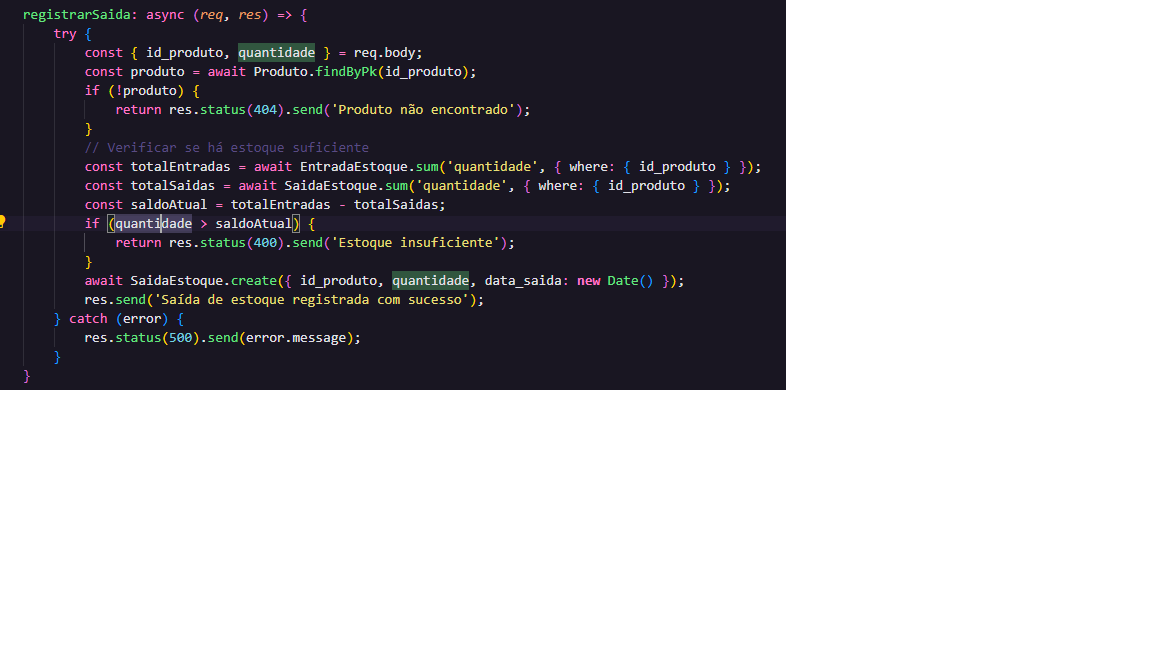 registrarSaida: async (req, res) => {
try {
const { id_produto, quantidade } = req.body;
const produto = await Produto.findByPk(id_produto);
if (!produto) {
return res.status(404).send('Produto não encontrado');
}
// Verificar se há estoque suficiente
const totalEntradas = await EntradaEstoque.sum('quantidade', { where: { id_produto } });
const totalSaidas = await SaidaEstoque.sum('quantidade', { where: { id_produto } });
const saldoAtual = totalEntradas - totalSaidas;
if (quantidade > saldoAtual) {
return res.status(400).send('Estoque insuficiente');
}
await SaidaEstoque.create({ id_produto, quantidade, data_saida: new Date() });
res.send('Saída de estoque registrada com sucesso');
} catch (error) {
res.status(500).send(error.message);
}
}